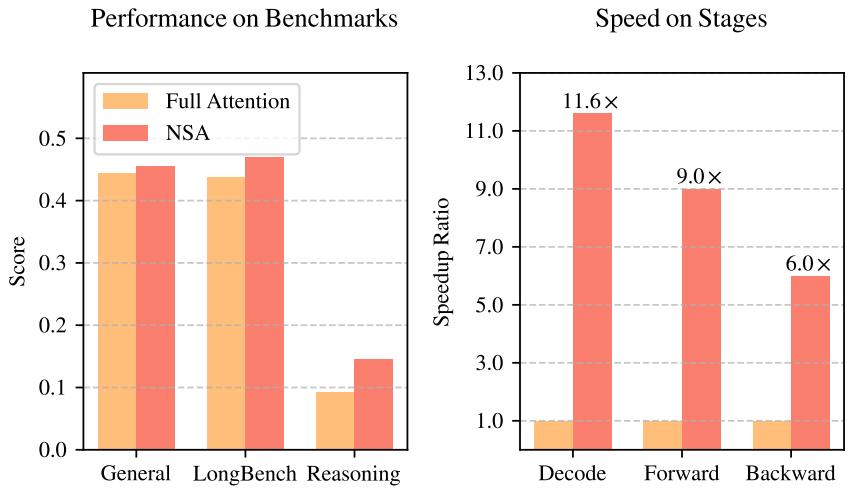 Performance on Benchmarks
Score
0.5
0.4
0.3
0.2
0.1
0.0
Full Attention
NSA
General LongBench Reasoning
Speed on Stages
Speedup Ratio
13.0
11.0
9.0
7.0
5.0
3.0
1.0
11.6×
9.0×
6.0×
Decode Forward Backward